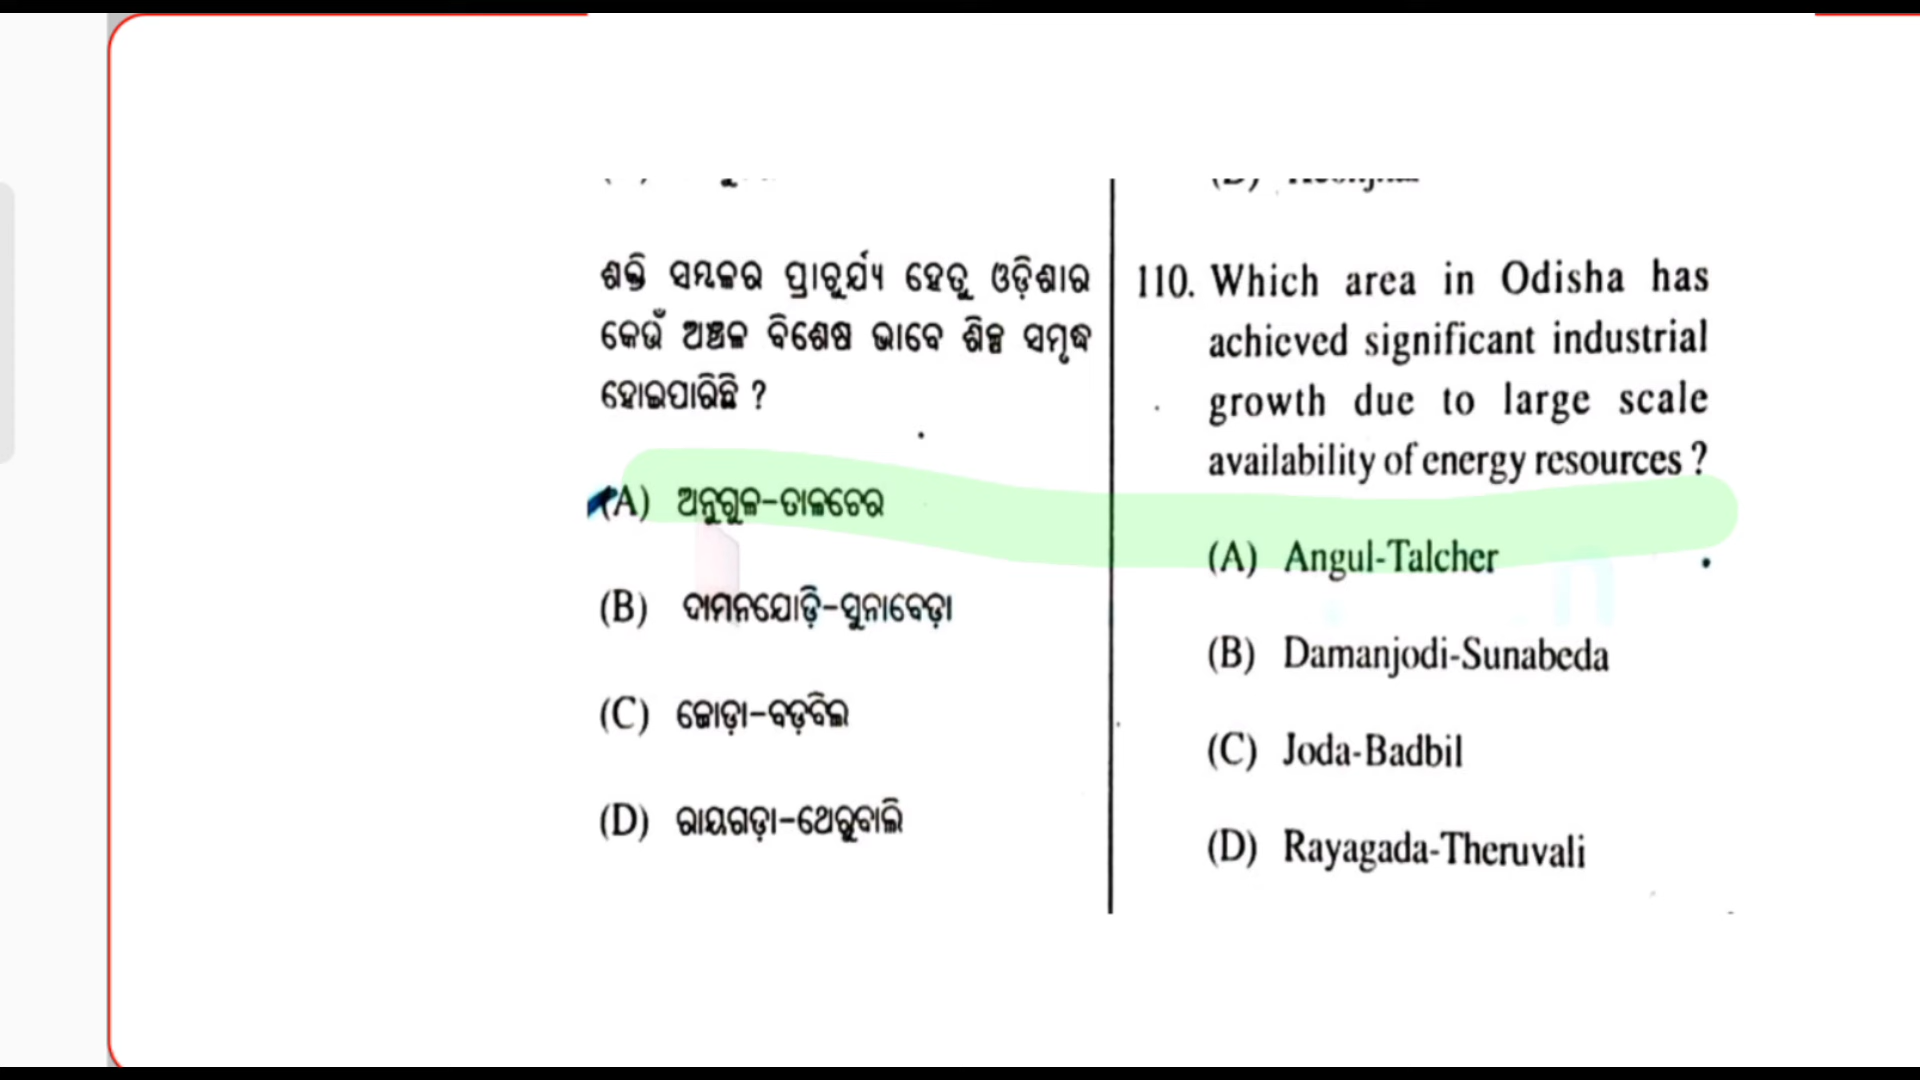 ଶକ୍ତି ସମ୍ବଳର ପ୍ରାଚୁର୍ଯ୍ୟ ହେତୁ ଓଡ଼ିଶାର
କେଉଁ ଅଞ୍ଚଳ ବିଶେଷ ଭାବେ ଶିଳ୍ପ ସମୃଦ୍ଧ
ହୋଇପାରିଛି ?
(A) ଅନୁଗୁଳ-ତାଳଚେର
(B) ଦାମନଯୋଡ଼ି-ସୁନାବେଡ଼ା
(C) ଜୋଡ଼ା-ବଡ଼ବିଲ
(D) ରାୟଗଡ଼ା-ଥେରୁବାଲି
110. Which area in Odisha has
achieved significant industrial
growth due to large scale
availability of energy resources ?
(A) Angul-Talcher
(B) Damanjodi-Sunabeda
(C) Joda-Badbil
(D) Rayagada-Theruvali